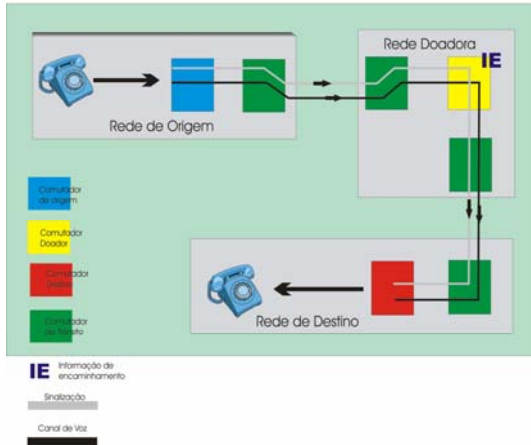 Rede Doadora
IE
Rede de Origem
Comutador
de origem
Comutador
Doador
Comutador
Rede de Destino
Comutador
de Trânsito
IE
Informação de
encaminhamento
Sinalização
Canal de Voz